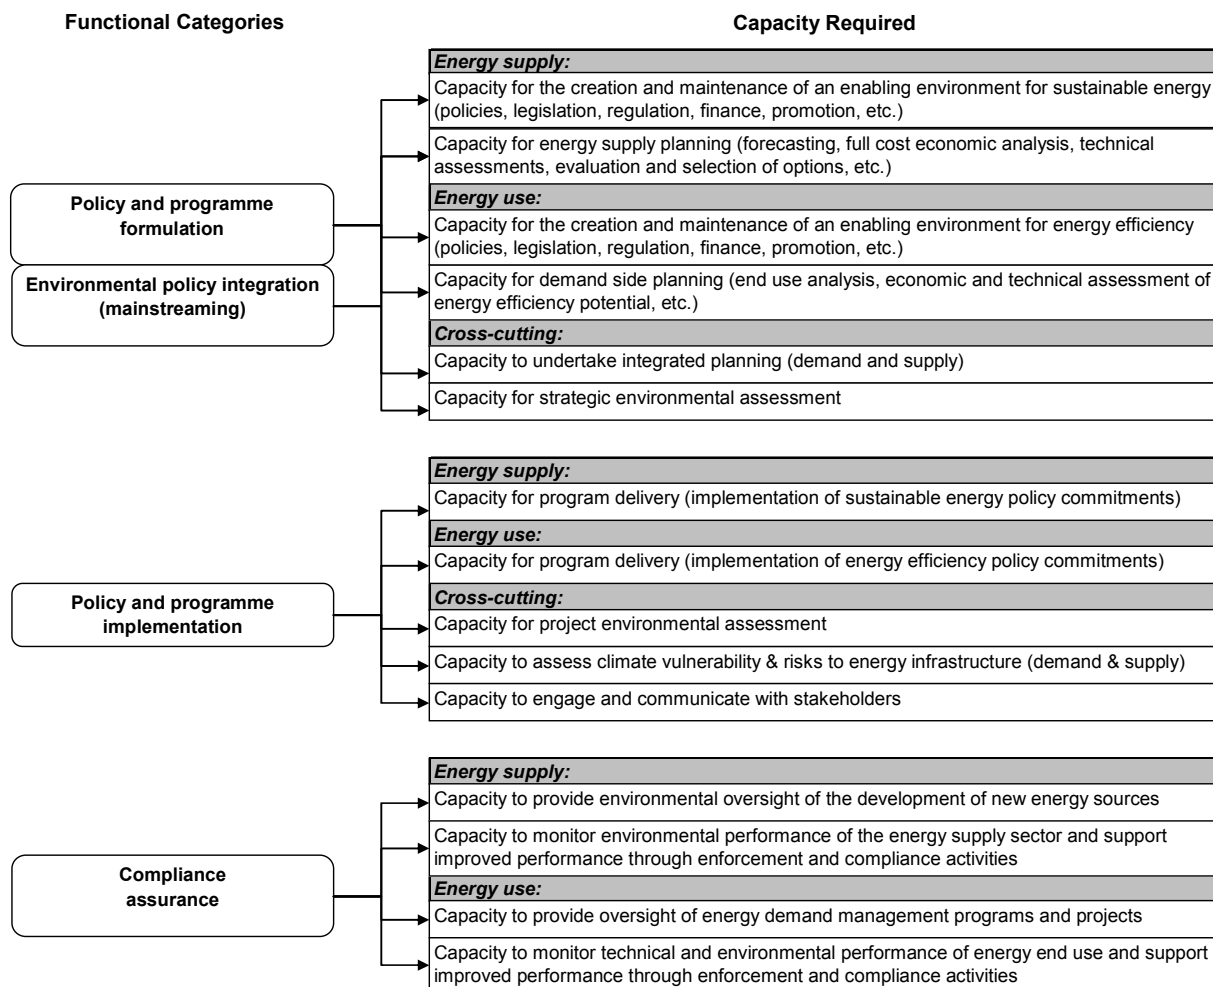 Functional Categories
Capacity Required
Energy supply:
Capacity for the creation and maintenance of an enabling environment for sustainable energy
(policies, legislation, regulation, finance, promotion, etc.)
Capacity for energy supply planning (forecasting, full cost economic analysis, technical
assessments, evaluation and selection of options, etc.)
Policy and programme
formulation
Environmental policy integration
(mainstreaming)
Energy use:
Capacity for the creation and maintenance of an enabling environment for energy efficiency
(policies, legislation, regulation, finance, promotion, etc.)
Capacity for demand side planning (end use analysis, economic and technical assessment of
energy efficiency potential, etc.)
Cross-cutting:
Capacity to undertake integrated planning (demand and supply)
Capacity for strategic environmental assessment
Policy and programme
implementation
Energy supply:
Capacity for program delivery (implementation of sustainable energy policy commitments)
Energy use:
Capacity for program delivery (implementation of energy efficiency policy commitments)
Cross-cutting:
Capacity for project environmental assessment
Capacity to assess climate vulnerability & risks to energy infrastructure (demand & supply)
Capacity to engage and communicate with stakeholders
Compliance
assurance
Energy supply:
Capacity to provide environmental oversight of the development of new energy sources
Capacity to monitor environmental performance of the energy supply sector and support
improved performance through enforcement and compliance activities
Energy use:
Capacity to provide oversight of energy demand management programs and projects
Capacity to monitor technical and environmental performance of energy end use and support
improved performance through enforcement and compliance activities